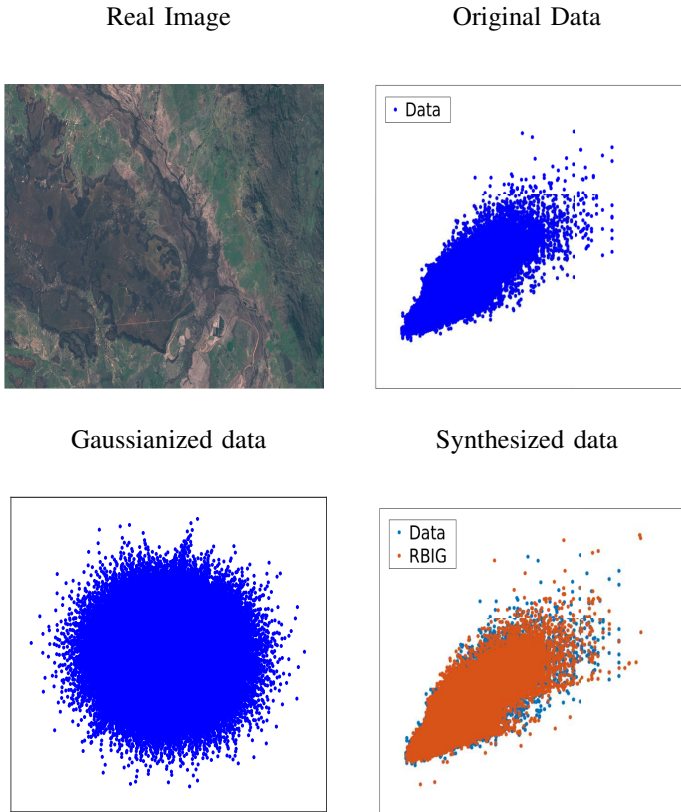 Real Image
Original Data
Data
Gaussianized data
Synthesized data
Data
RBIG